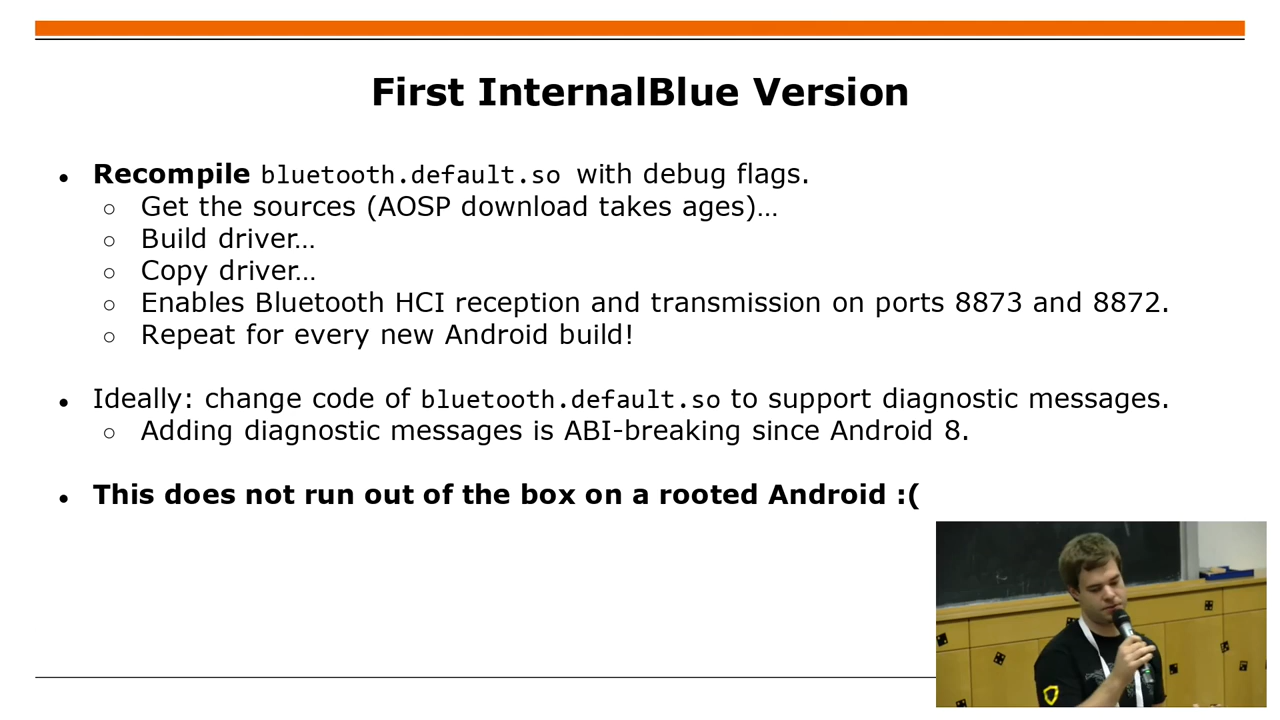 First InternalBlue Version
● Recompile bluetooth.default.so with debug flags.
○ Get the sources (AOSP download takes ages)…
○ Build driver…
○ Copy driver…
○ Enables Bluetooth HCI reception and transmission on ports 8873 and 8872.
○ Repeat for every new Android build!
● Ideally: change code of bluetooth.default.so to support diagnostic messages.
○ Adding diagnostic messages is ABI-breaking since Android 8.
● This does not run out of the box on a rooted Android :(